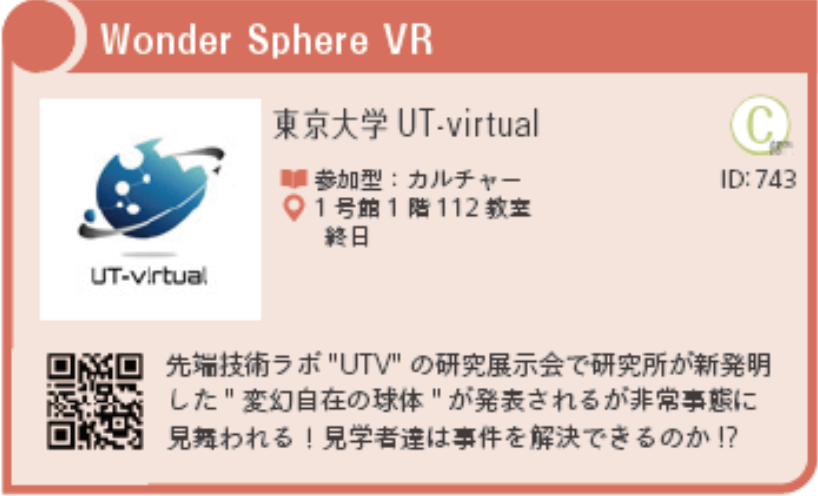 Wonder Sphere VR
東京大学 UT-virtual
C
参加型：カルチャー
ID:743
1号館1階112教室
終日
UT-virtual
先端技術ラボ"UTV"の研究展示会で研究所が新発明
した"変幻自在の球体"が発表されるが非常事態に
見舞われる！見学者達は事件を解決できるのか!?